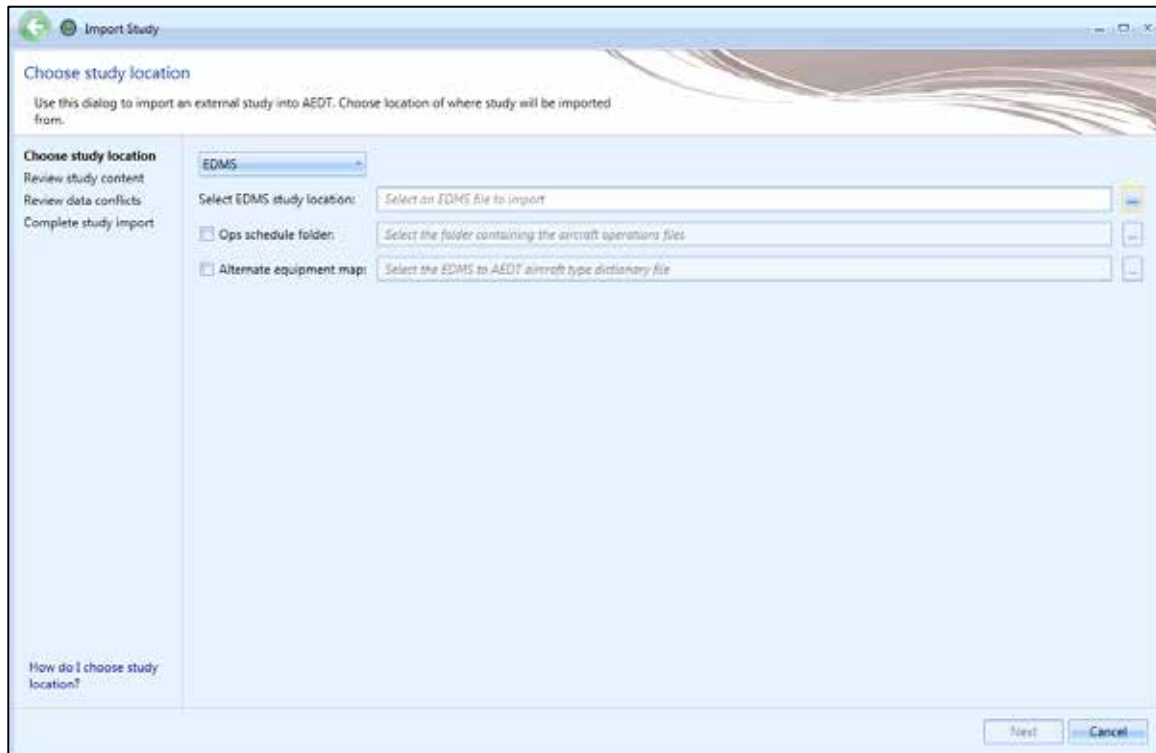 Import Study
Choose study location
Use this dialog to import an external study into AEDT. Choose location of where study will be imported
from.
Choose study location
Review study content
Review data conflicts
Complete study import
EDMS
Select EDMS study location: Select an EDMS file to import ...
Ops schedule folder: Select the folder containing the aircraft operations files ...
Alternate equipment map: Select the EDMS to AEDT aircraft type dictionary file ...
How do I choose study
location?
Next Cancel